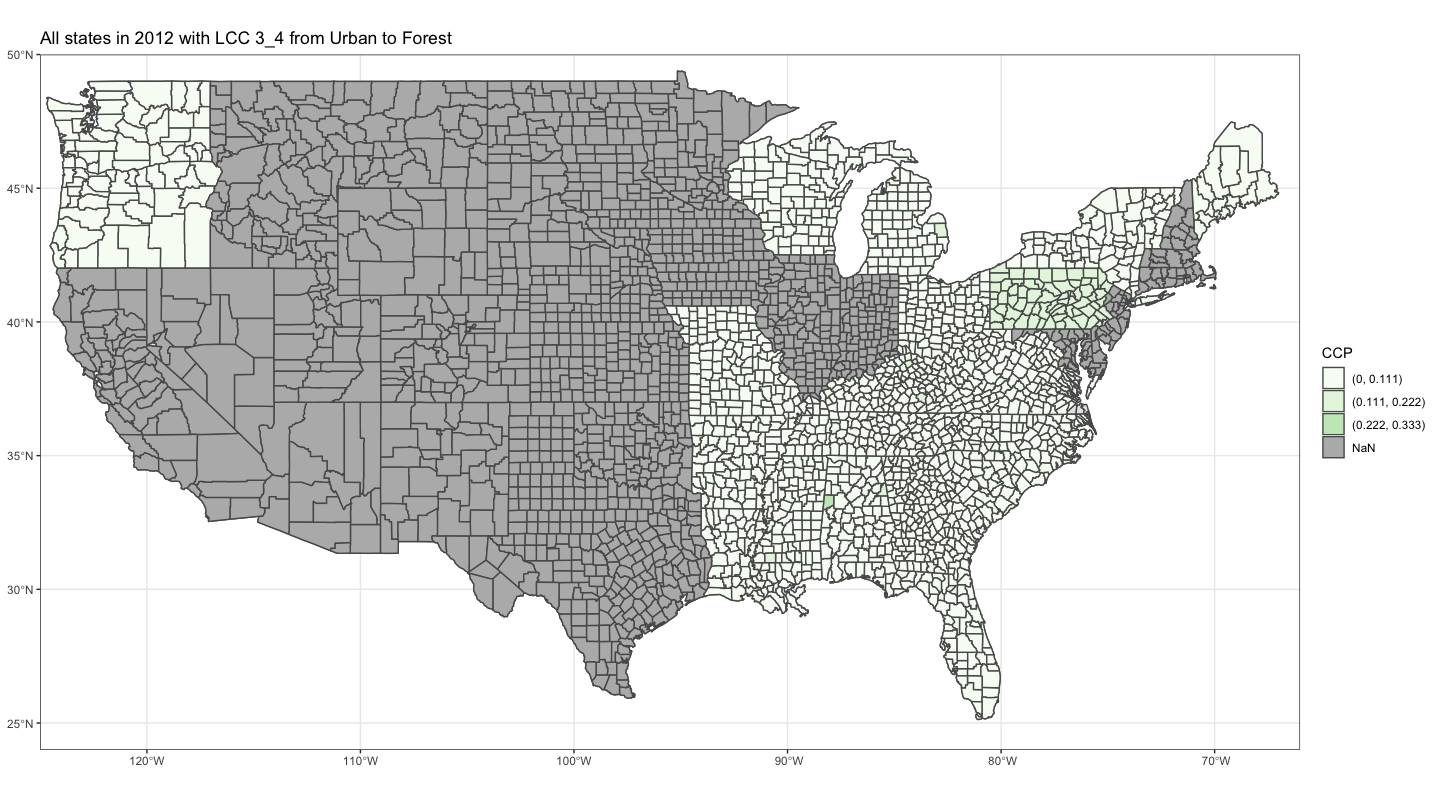 All states in 2012 with LCC 3_4 from Urban to Forest
50°N
45°N
40°N
35°N
30°N
25°N
120°W
110°W
100°W
90°W
80°W
70°W
CCP
(0, 0.111)
(0.111, 0.222)
(0.222, 0.333)
NaN